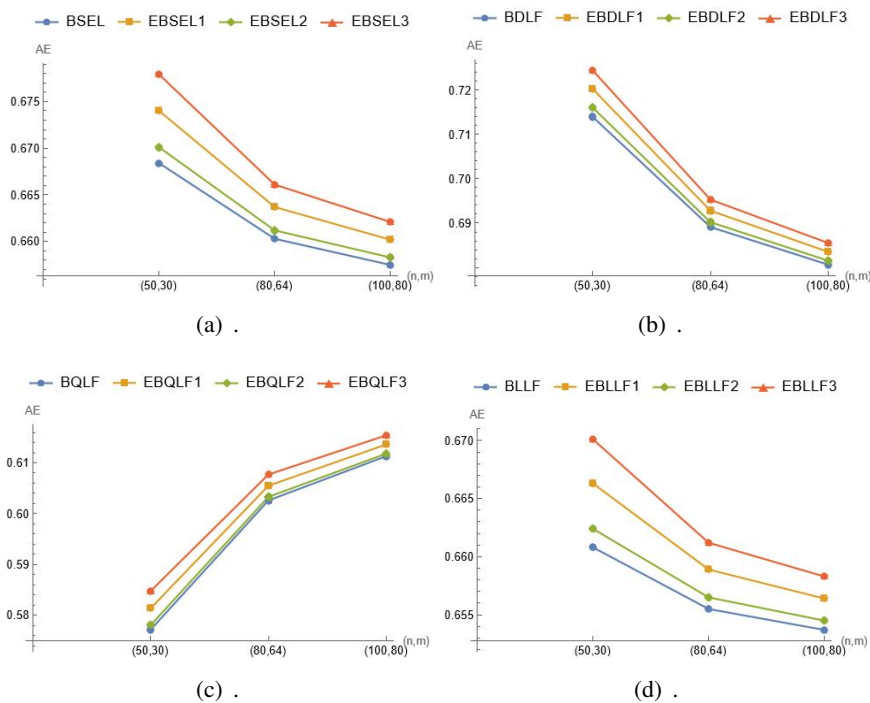 BSEL EBSEL1 EBSEL2 EBSEL3
AE
0.675
0.670
0.665
0.660
(50,30) (80,64) (100,80) (n,m)
(a) .
BDLF EBDLF1 EBDLF2 EBDLF3
AE
0.72
0.71
0.70
0.69
(50,30) (80,64) (100,80) (n,m)
(b) .
BQLF EBQLF1 EBQLF2 EBQLF3
AE
0.61
0.60
0.59
0.58
(50,30) (80,64) (100,80) (n,m)
(c) .
BLLF EBLLF1 EBLLF2 EBLLF3
AE
0.670
0.665
0.660
0.655
(50,30) (80,64) (100,80) (n,m)
(d) .